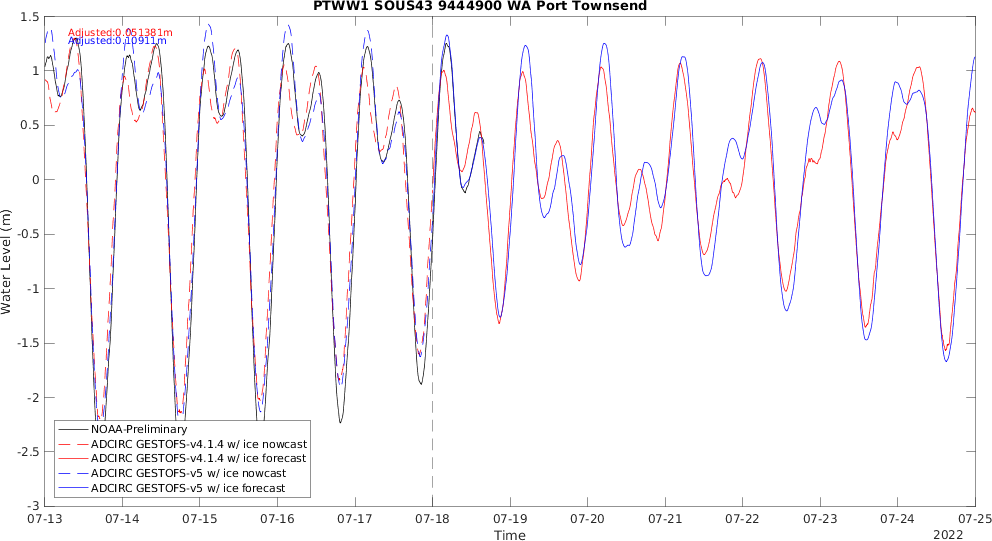 PTWW1 SOUS43 9444900 WA Port Townsend
Adjusted:0.051381m
Adjusted:0.10911m
1.5
1
0.5
0
-0.5
-1
-1.5
-2
-2.5
-3
Water Level (m)
NOAA-Preliminary
ADCIRC GESTOFS-v4.1.4 w/ ice nowcast
ADCIRC GESTOFS-v4.1.4 w/ ice forecast
ADCIRC GESTOFS-v5 w/ ice nowcast
ADCIRC GESTOFS-v5 w/ ice forecast
07-13 07-14 07-15 07-16 07-17 07-18 07-19 07-20 07-21 07-22 07-23 07-24 07-25
Time
2022